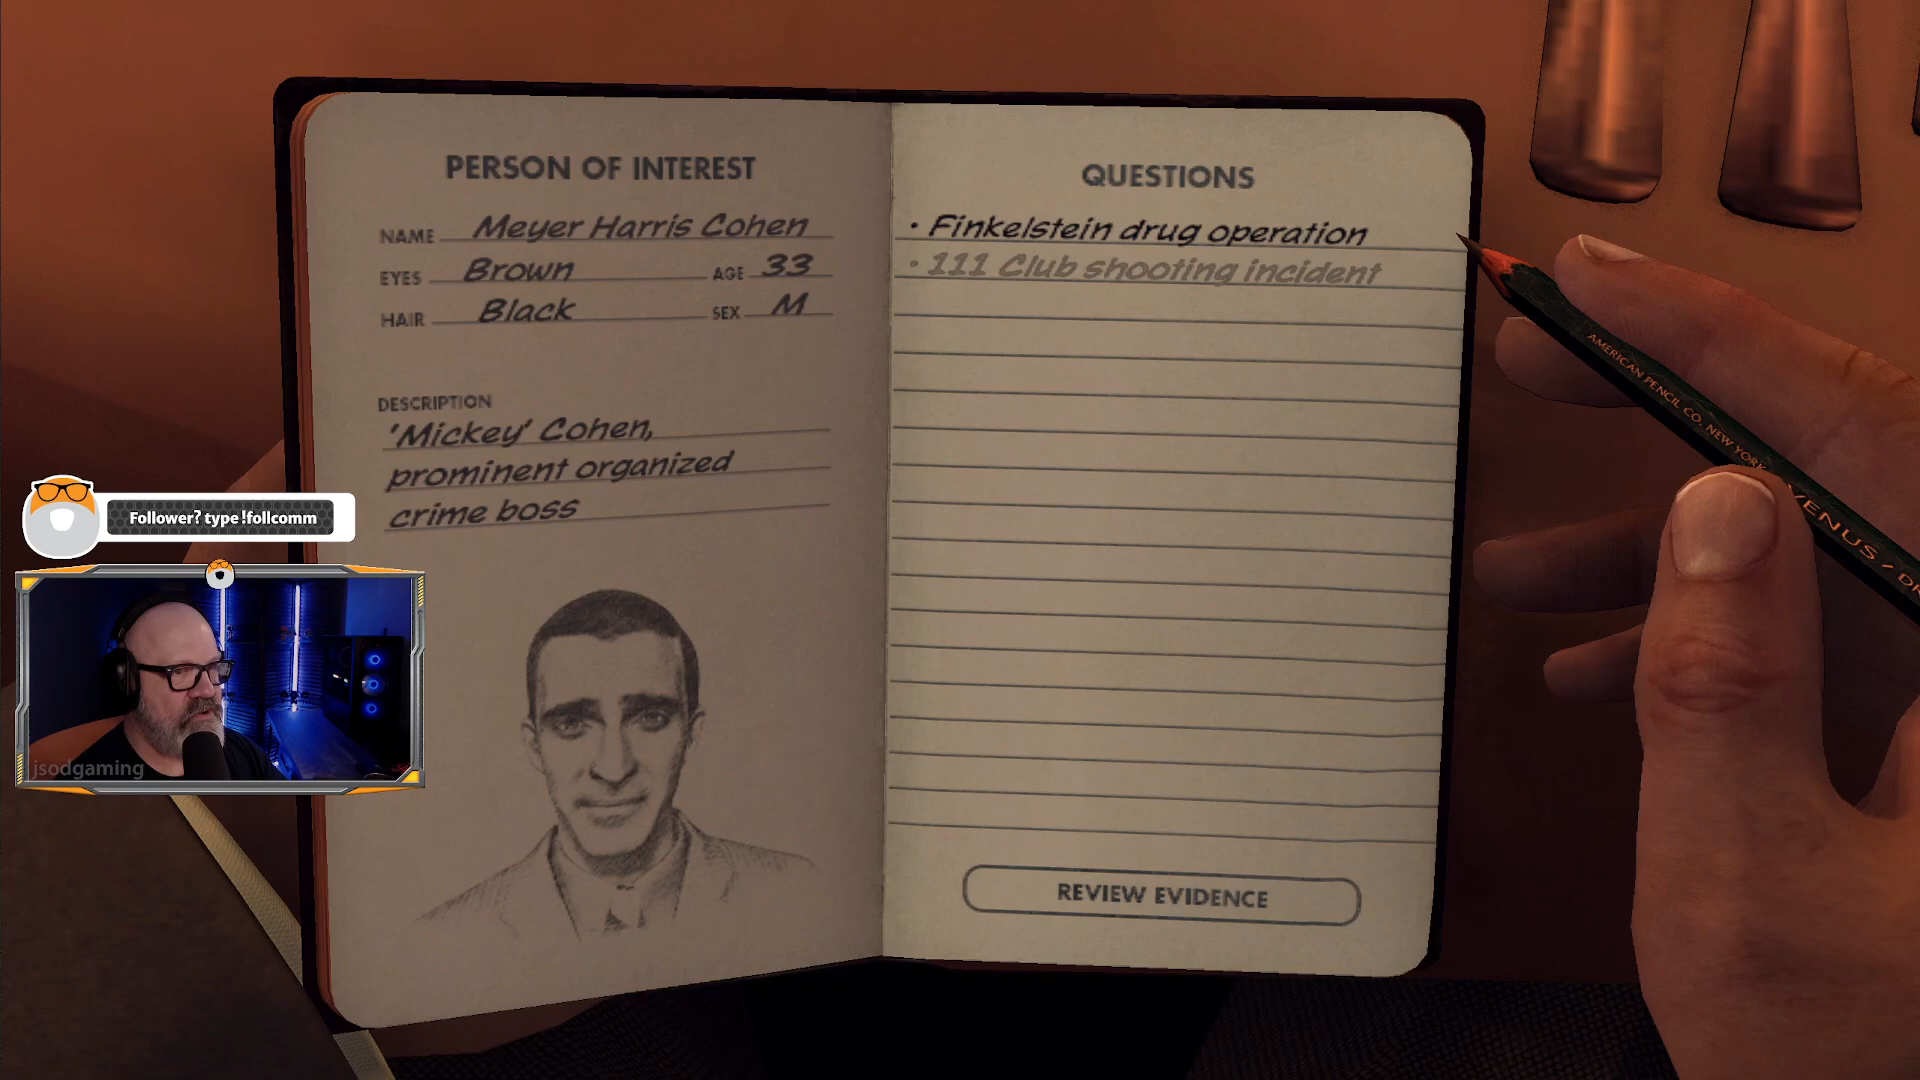 PERSON OF INTEREST
NAME Meyer Harris Cohen
EYES Brown AGE 33
HAIR Black SEX M
DESCRIPTION
'Mickey' Cohen,
prominent organized
crime boss
QUESTIONS
• Finkelstein drug operation
• 111 Club shooting incident
REVIEW EVIDENCE
AMERICAN PENCIL CO. NEW YORK
VENUS / DR
Follower? type !follcomm
jsodgaming